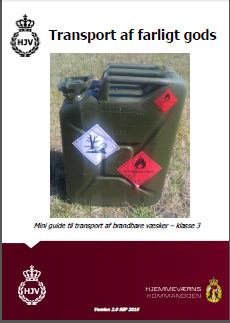 HJV
Transport af farligt gods
Mini guide til transport af brandbare væsker – klasse 3
HJV
HJEMMEVÆRNS
KOMMANDOEN
Version 2.0 SEP 2016